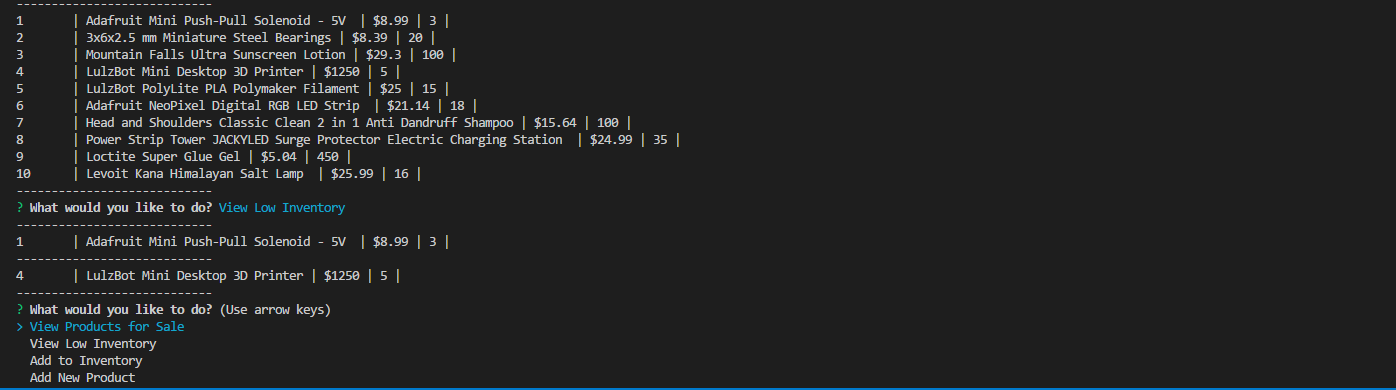 ----------------------------
1 | Adafruit Mini Push-Pull Solenoid - 5V | $8.99 | 3 |
2 | 3x6x2.5 mm Miniature Steel Bearings | $8.39 | 20 |
3 | Mountain Falls Ultra Sunscreen Lotion | $29.3 | 100 |
4 | LulzBot Mini Desktop 3D Printer | $1250 | 5 |
5 | LulzBot PolyLite PLA Polymaker Filament | $25 | 15 |
6 | Adafruit NeoPixel Digital RGB LED Strip | $21.14 | 18 |
7 | Head and Shoulders Classic Clean 2 in 1 Anti Dandruff Shampoo | $15.64 | 100 |
8 | Power Strip Tower JACKYLED Surge Protector Electric Charging Station | $24.99 | 35 |
9 | Loctite Super Glue Gel | $5.04 | 450 |
10 | Levoit Kana Himalayan Salt Lamp | $25.99 | 16 |
----------------------------
? What would you like to do? View Low Inventory
----------------------------
1 | Adafruit Mini Push-Pull Solenoid - 5V | $8.99 | 3 |
----------------------------
4 | LulzBot Mini Desktop 3D Printer | $1250 | 5 |
----------------------------
? What would you like to do? (Use arrow keys)
> View Products for Sale
View Low Inventory
Add to Inventory
Add New Product